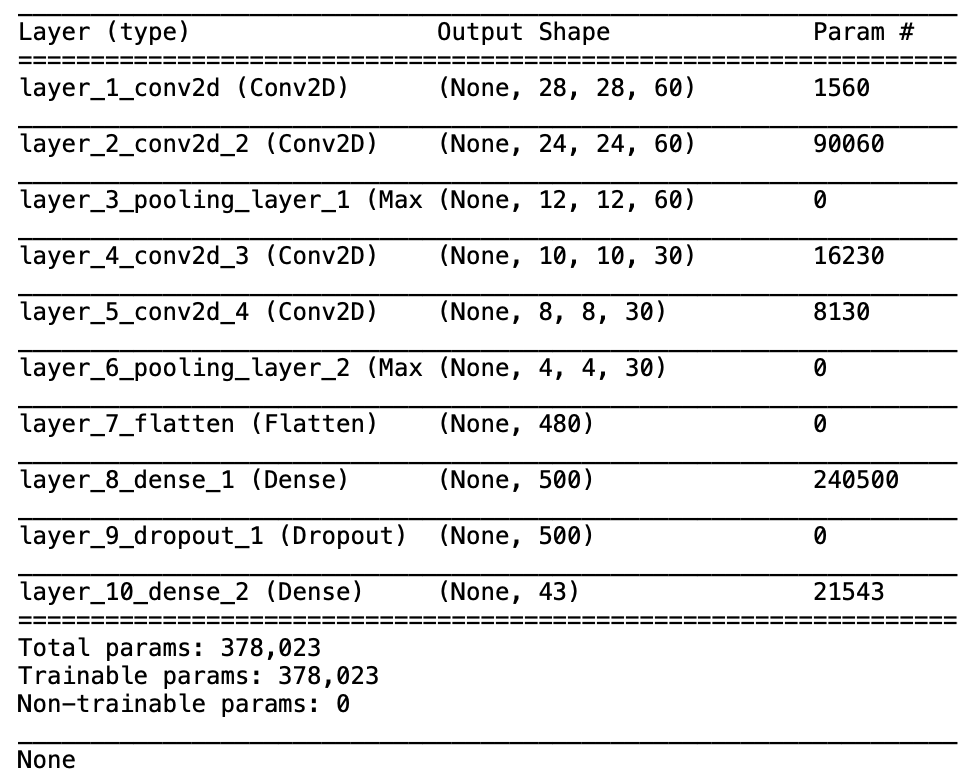 Layer (type) Output Shape Param #
layer_1_conv2d (Conv2D) (None, 28, 28, 60) 1560
layer_2_conv2d_2 (Conv2D) (None, 24, 24, 60) 90060
layer_3_pooling_layer_1 (Max (None, 12, 12, 60) 0
layer_4_conv2d_3 (Conv2D) (None, 10, 10, 30) 16230
layer_5_conv2d_4 (Conv2D) (None, 8, 8, 30) 8130
layer_6_pooling_layer_2 (Max (None, 4, 4, 30) 0
layer_7_flatten (Flatten) (None, 480) 0
layer_8_dense_1 (Dense) (None, 500) 240500
layer_9_dropout_1 (Dropout) (None, 500) 0
layer_10_dense_2 (Dense) (None, 43) 21543
Total params: 378,023
Trainable params: 378,023
Non-trainable params: 0
None